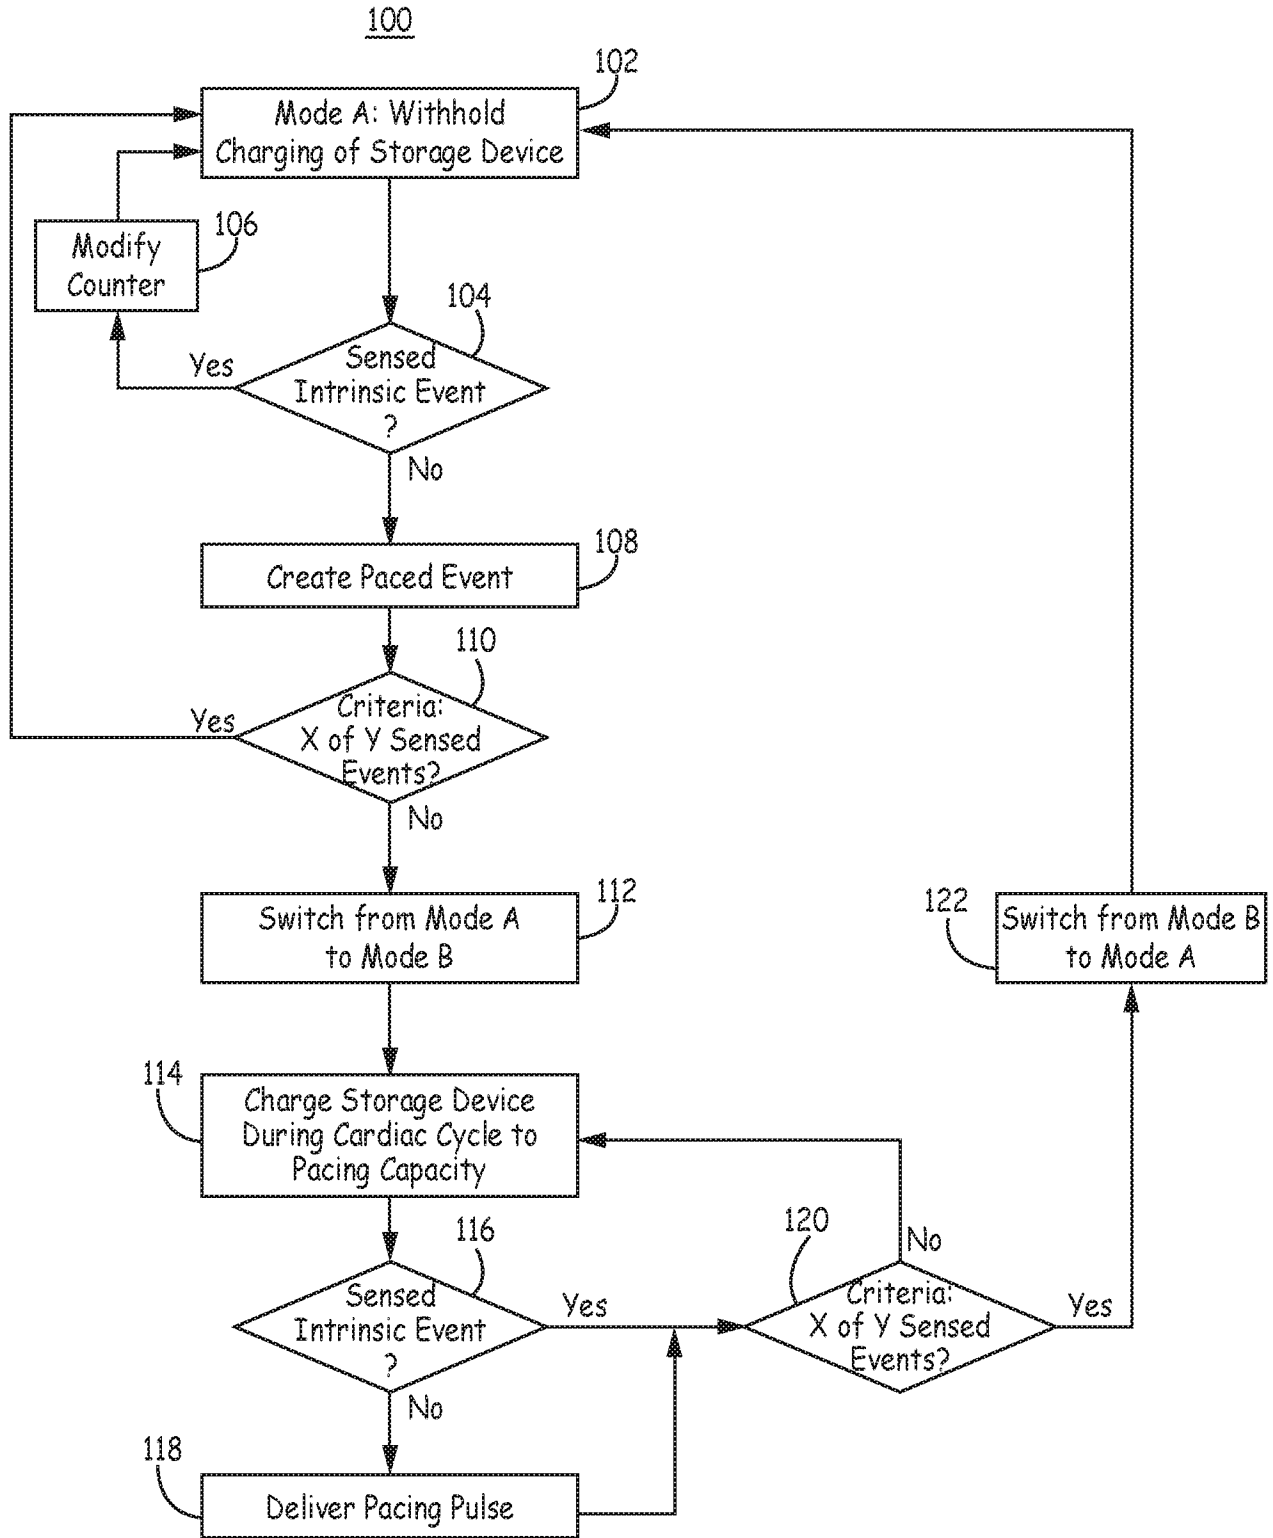 100
102
Mode A: Withhold
Charging of Storage Device
106
Modify
Counter
104
Yes
Sensed
Intrinsic Event
?
No
108
Create Paced Event
110
Yes
Criteria:
X of Y Sensed
Events?
No
112
Switch from Mode A
to Mode B
122
Switch from Mode B
to Mode A
114
Charge Storage Device
During Cardiac Cycle to
Pacing Capacity
116
Sensed
Intrinsic Event
?
Yes
No
120
No
Criteria:
X of Y Sensed
Events?
Yes
118
Deliver Pacing Pulse